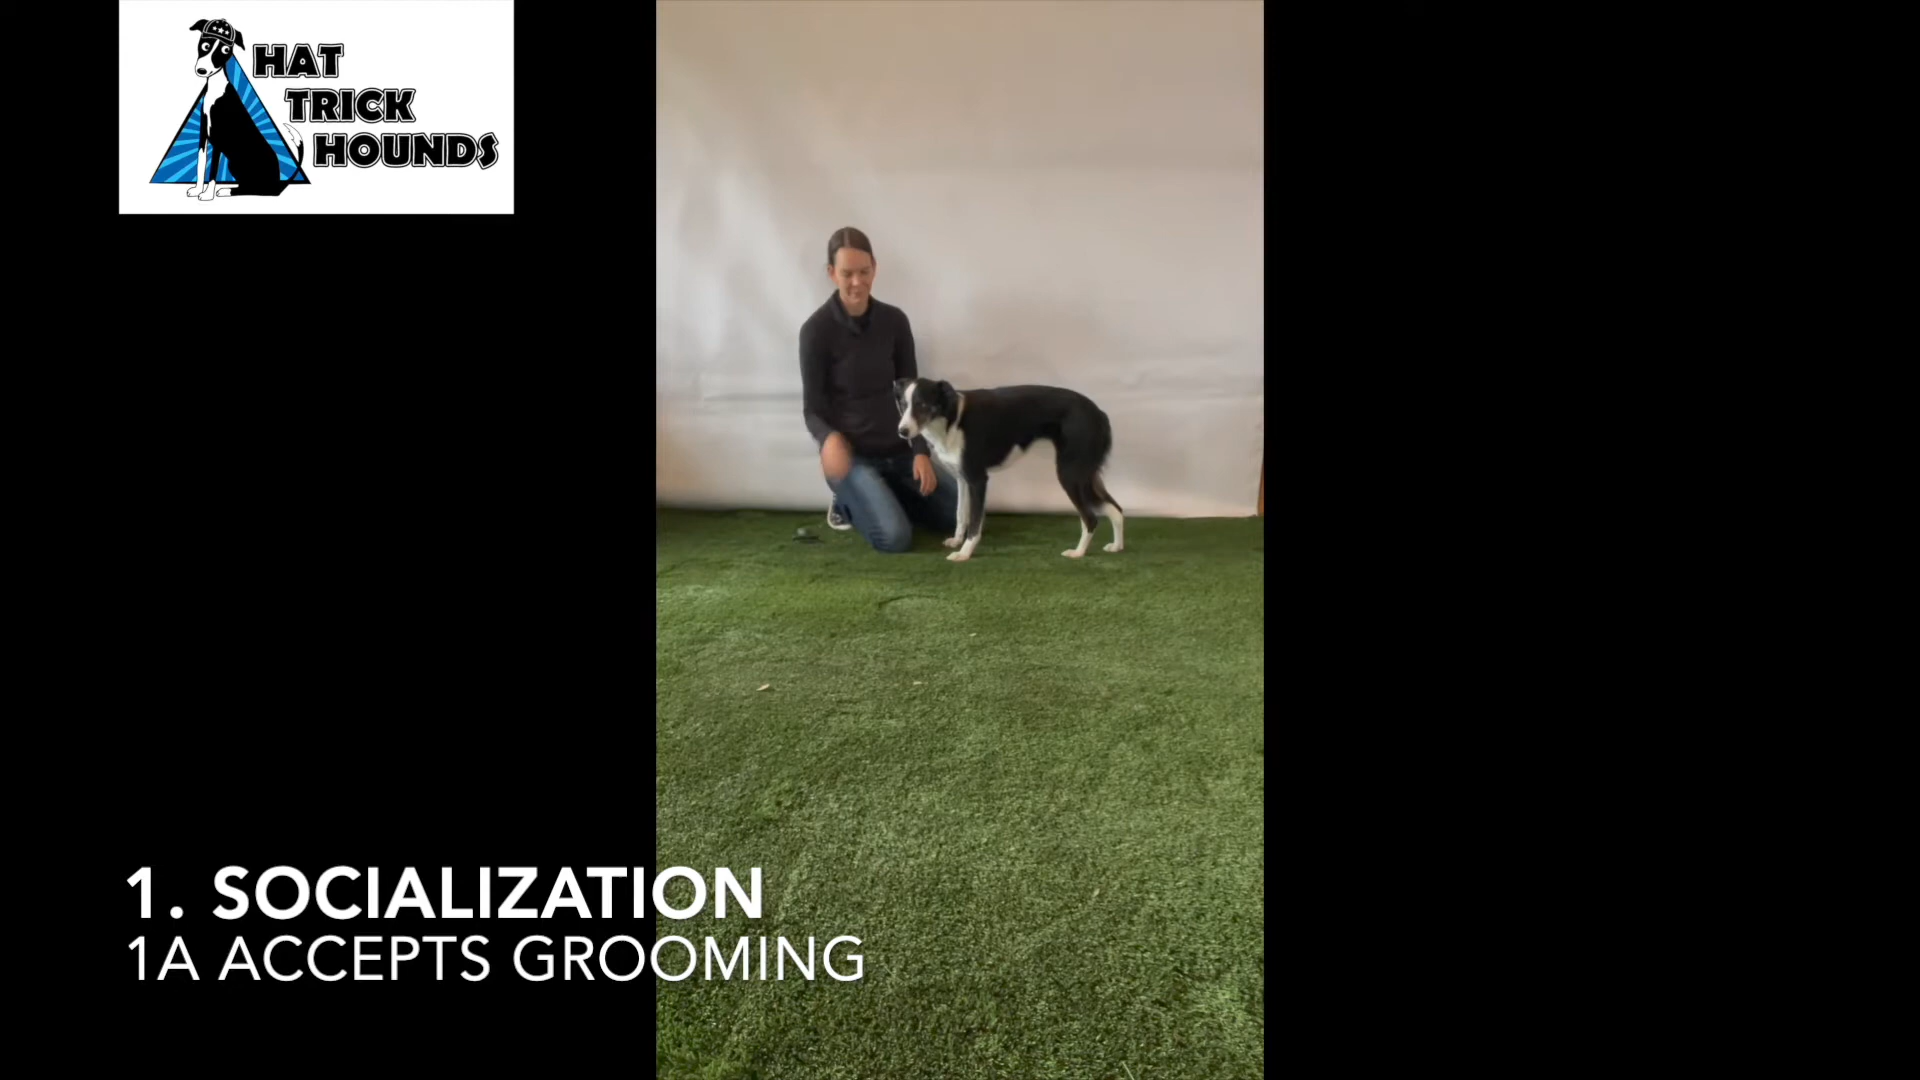 HAT
TRICK
HOUNDS
1. SOCIALIZATION
1A ACCEPTS GROOMING